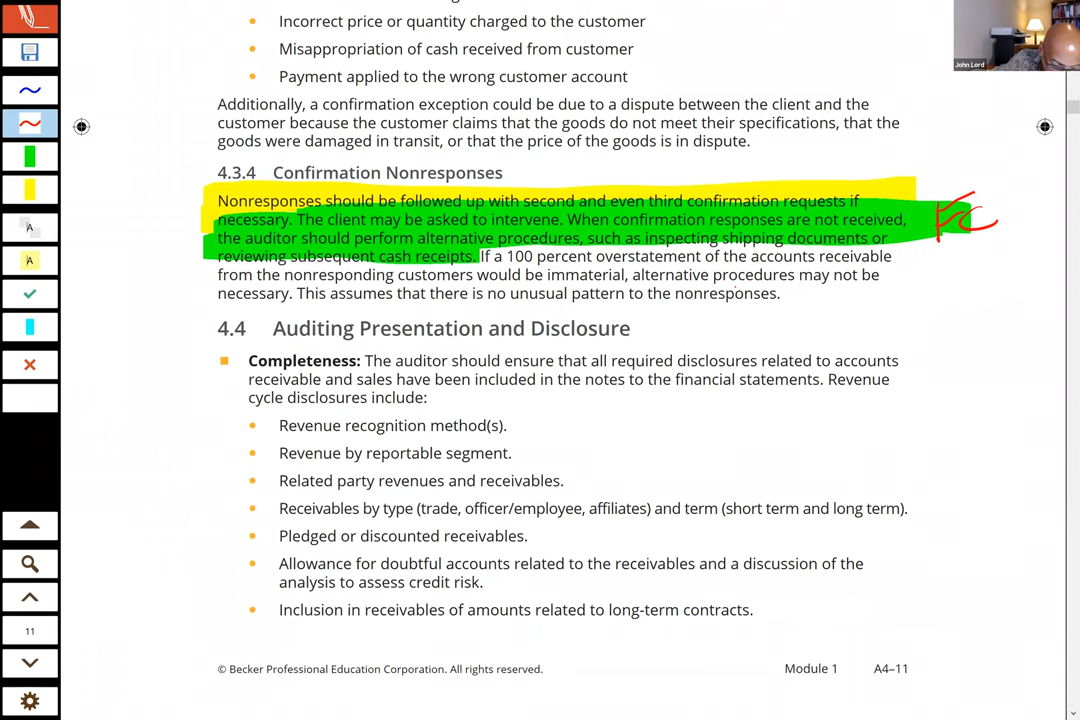 Incorrect price or quantity charged to the customer
Misappropriation of cash received from customer
Payment applied to the wrong customer account
John Lord
Additionally, a confirmation exception could be due to a dispute between the client and the
customer because the customer claims that the goods do not meet their specifications, that the
goods were damaged in transit, or that the price of the goods is in dispute.
4.3.4 Confirmation Nonresponses
Nonresponses should be followed up with second and even third confirmation requests if
necessary. The client may be asked to intervene. When confirmation responses are not received,
the auditor should perform alternative procedures, such as inspecting shipping documents or
reviewing subsequent cash receipts. If a 100 percent overstatement of the accounts receivable
from the nonresponding customers would be immaterial, alternative procedures may not be
necessary. This assumes that there is no unusual pattern to the nonresponses.
4.4 Auditing Presentation and Disclosure
Completeness: The auditor should ensure that all required disclosures related to accounts
receivable and sales have been included in the notes to the financial statements. Revenue
cycle disclosures include:
Revenue recognition method(s).
Revenue by reportable segment.
Related party revenues and receivables.
Receivables by type (trade, officer/employee, affiliates) and term (short term and long term).
Pledged or discounted receivables.
Allowance for doubtful accounts related to the receivables and a discussion of the
analysis to assess credit risk.
Inclusion in receivables of amounts related to long-term contracts.
© Becker Professional Education Corporation. All rights reserved. Module 1 A4–11
A
A
11